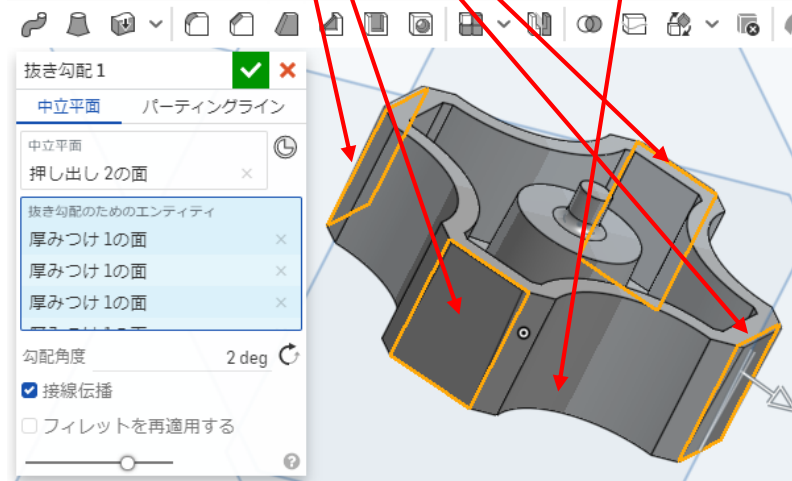 抜き勾配 1
中立平面 パーティングライン
中立平面
押し出し 2の面
抜き勾配のためのエンティティ
厚みつけ 1の面
厚みつけ 1の面
厚みつけ 1の面
勾配角度 2 deg
接線伝播
フィレットを再適用する